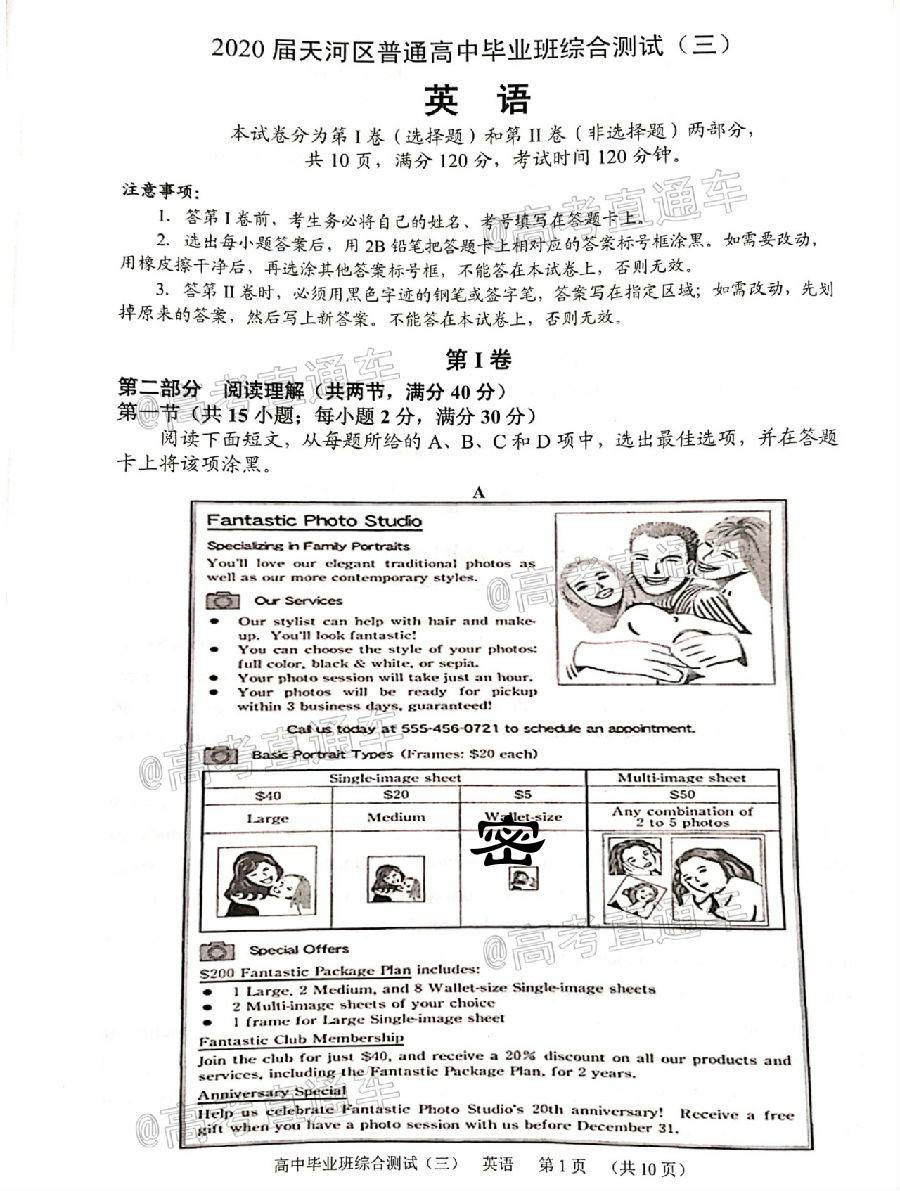 2020 届天河区普通高中毕业班综合测试（三）
英 语
本试卷分为第 I 卷（选择题）和第 II 卷（非选择题）两部分，
共 10 页，满分 120 分，考试时间 120 分钟。
注意事项：
1. 答第 I 卷前，考生务必将自己的姓名、考号填写在答题卡上。
2. 选出每小题答案后，用 2B 铅笔把答题卡上相对应的答案标号框涂黑。如需要改动，
用橡皮擦干净后，再选涂其他答案标号框，不能答在本试卷上，否则无效。
3. 答第 II 卷时，必须用黑色字迹的钢笔或签字笔，答案写在指定区域；如需改动，先划
掉原来的答案，然后写上新答案。不能答在本试卷上，否则无效。
第 I 卷
第二部分 阅读理解（共两节，满分 40 分）
第一节（共 15 小题；每小题 2 分，满分 30 分）
阅读下面短文，从每题所给的 A、B、C 和 D 项中，选出最佳选项，并在答题
卡上将该项涂黑。
A
Fantastic Photo Studio
Specializing in Family Portraits
You'll love our elegant traditional photos as
well as our more contemporary styles.
Our Services
● Our stylist can help with hair and make-
up. You'll look fantastic!
● You can choose the style of your photos:
full color, black & white, or sepia.
● Your photo session will take just an hour.
● Your photos will be ready for pickup
within 3 business days, guaranteed!
Call us today at 555-456-0721 to schedule an appointment.
Basic Portrait Types (Frames: $20 each)
Single-image sheet Multi-image sheet
$40 $20 $5 $50
Large Medium Wallet-size Any combination of
2 to 5 photos
密
Special Offers
$200 Fantastic Package Plan includes:
● 1 Large, 2 Medium, and 8 Wallet-size Single-image sheets
● 2 Multi-image sheets of your choice
● 1 frame for Large Single-image sheet
Fantastic Club Membership
Join the club for just $40, and receive a 20% discount on all our products and
services, including the Fantastic Package Plan, for 2 years.
Anniversary Special
Help us celebrate Fantastic Photo Studio's 20th anniversary! Receive a free
gift when you have a photo session with us before December 31.
高中毕业班综合测试（三） 英语 第 1 页 （共 10 页）
@高考直通车
@高考直通车
@高考直通车
@高考直通车
@高考直通车
@高考直通车